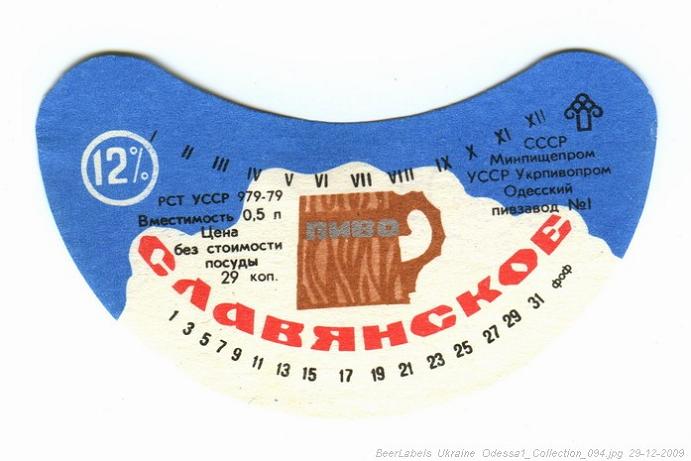 12%
I II III IV V VI VII VIII IX X XI XII
РСТ УССР 979-79
Вместимость 0,5 л
Цена
без стоимости
посуды
29 коп.
ПИВО
СССР
Минпищепром
УССР Укрпивопром
Одесский
пивзавод №1
СЛАВЯНСКОЕ
1 3 5 7 9 11 13 15 17 19 21 23 25 27 29 31 фоф
BeerLabels Ukraine Odessa1_Collection_094.jpg 29-12-2009